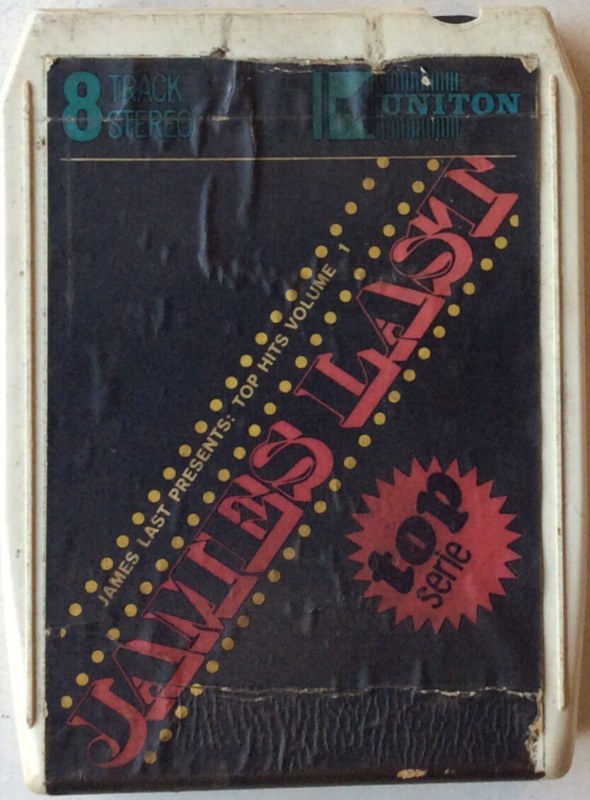 8 TRACK
STEREO
UNITON
JAMES LAST PRESENTS: TOP HITS VOLUME 1
JAMES LAST
top
serie